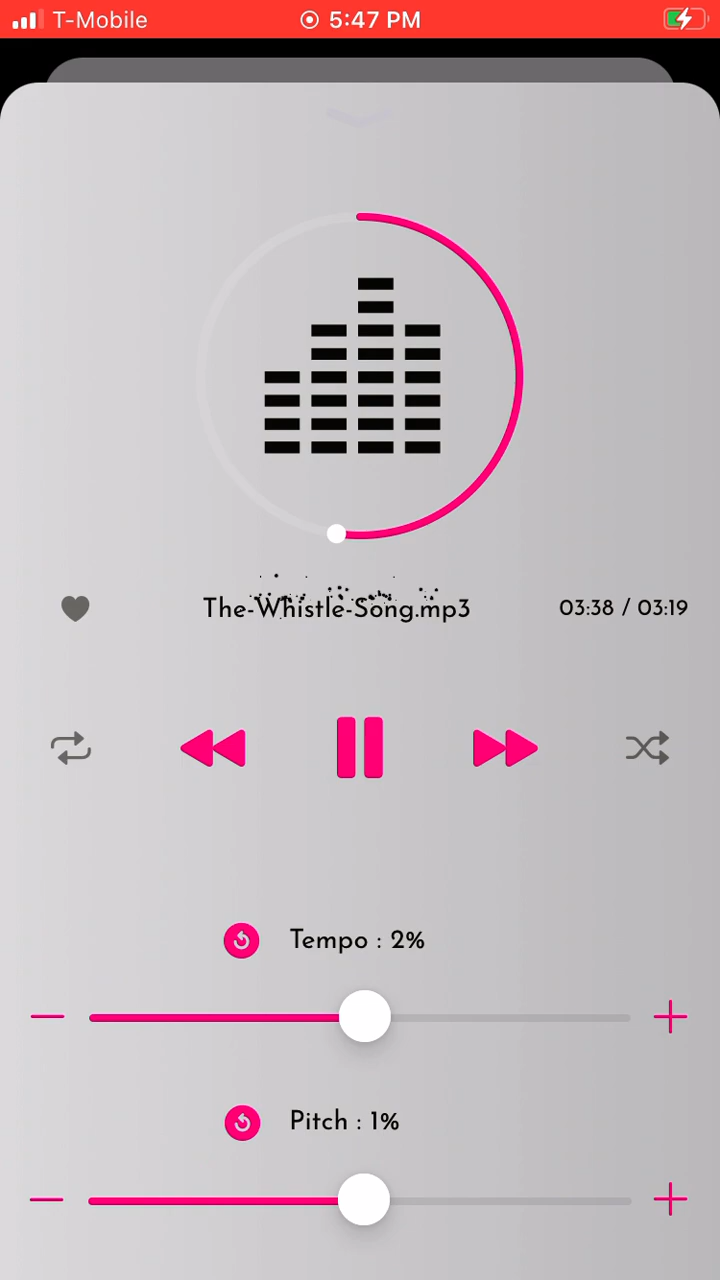 T-Mobile 5:47 PM
The-Whistle-Song.mp3 03:38 / 03:19
Tempo : 2%
Pitch : 1%